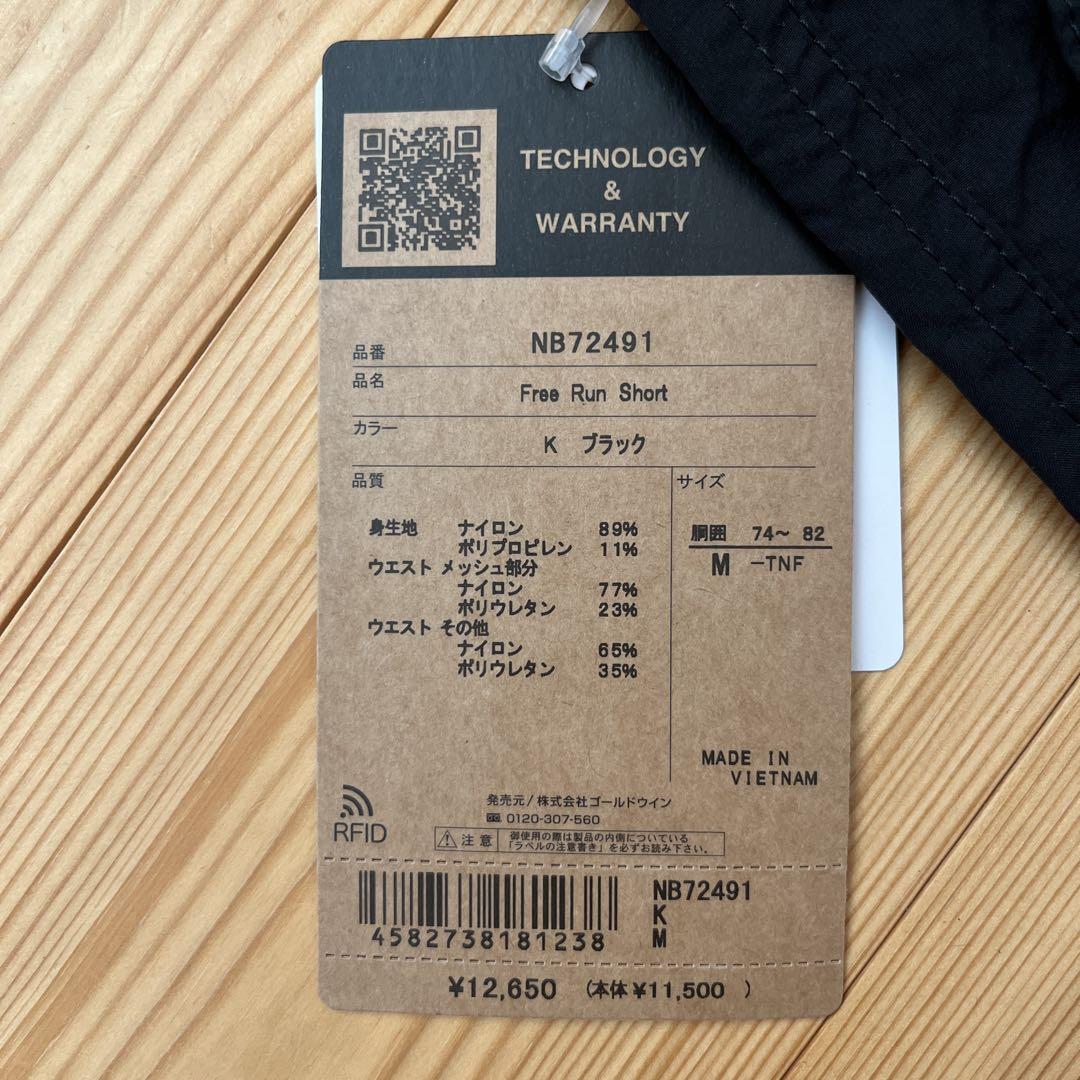 TECHNOLOGY
&
WARRANTY
品番 NB72491
品名 Free Run Short
カラー K ブラック
品質
身生地 ナイロン 89%
ポリプロピレン 11%
ウエスト メッシュ部分
ナイロン 77%
ポリウレタン 23%
ウエスト その他
ナイロン 65%
ポリウレタン 35%
サイズ
胴囲 74～ 82
M -TNF
MADE IN
VIETNAM
RFID
発売元/株式会社ゴールドウイン
0120-307-560
注意 御使用の際は製品の内側についている
「ラベルの注意書き」を必ずお読み下さい。
4582738181238
NB72491
K
M
¥12,650 (本体¥11,500 )